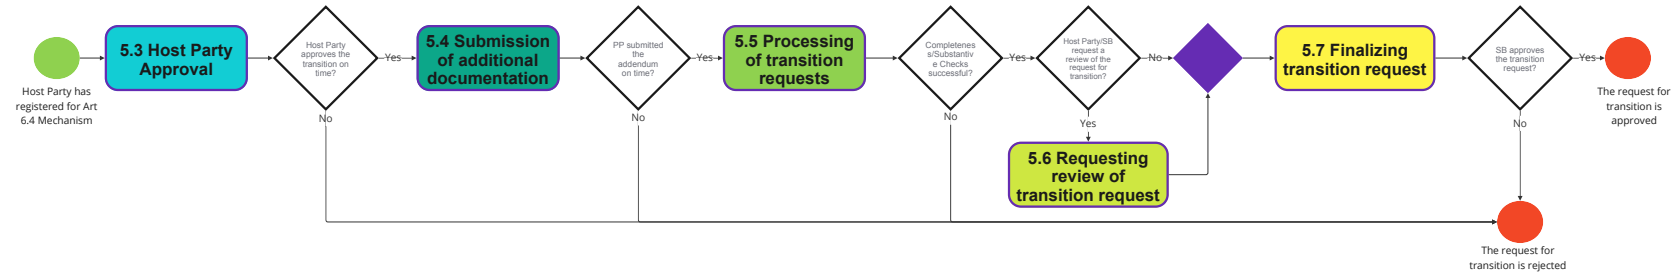 Host Party has
registered for Art
6.4 Mechanism
5.3 Host Party
Approval
Host Party
approves the
transition on
time?
Yes
No
5.4 Submission
of additional
documentation
PP submitted
the
addendum
on time?
Yes
No
5.5 Processing
of transition
requests
Completenes
s/Substantiv
e Checks
successful?
Yes
No
Host Party/SB
request a
review of the
request for
transition?
No
Yes
5.6 Requesting
review of
transition request
5.7 Finalizing
transition request
SB approves
the transition
request?
Yes
No
The request for
transition is
approved
The request for
transition is rejected